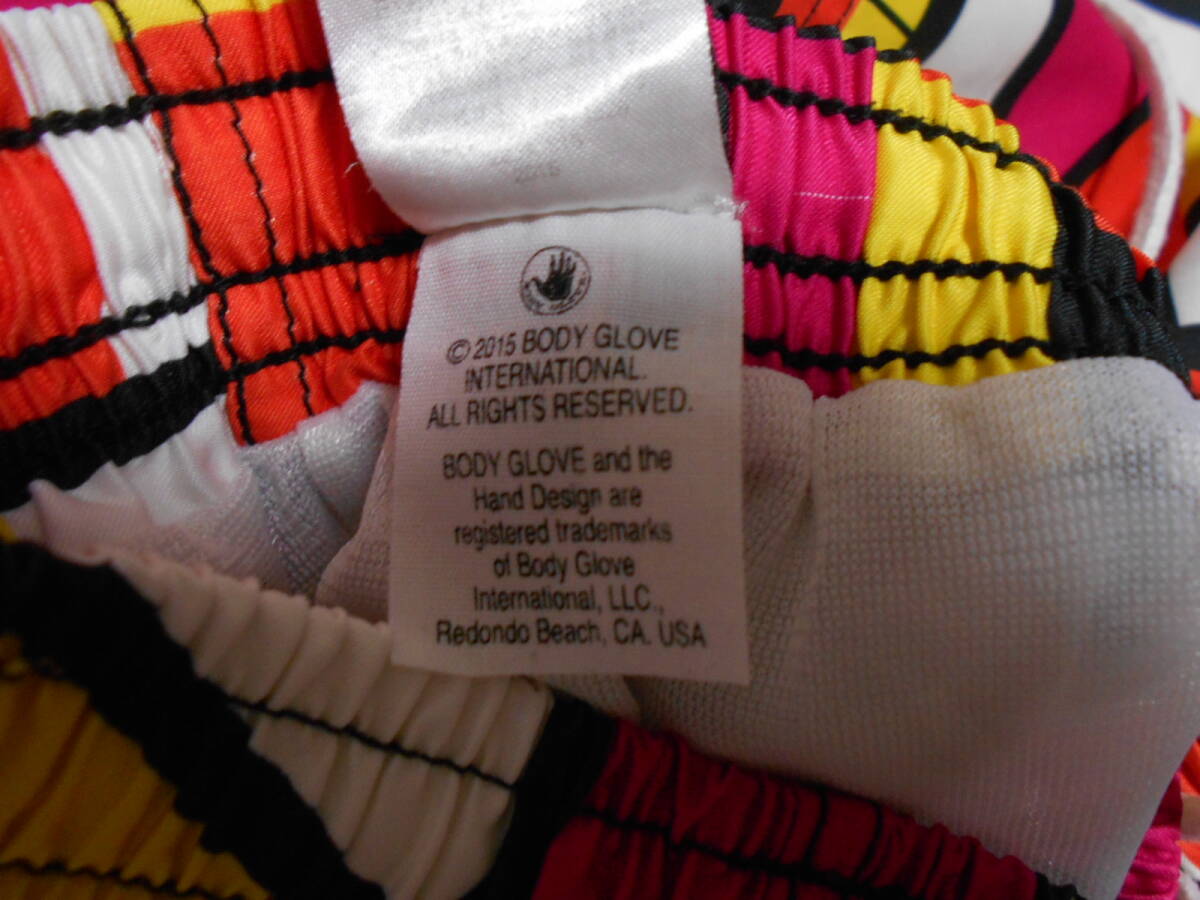 © 2015 BODY GLOVE
INTERNATIONAL.
ALL RIGHTS RESERVED.
BODY GLOVE and the
Hand Design are
registered trademarks
of Body Glove
International, LLC.,
Redondo Beach, CA. USA